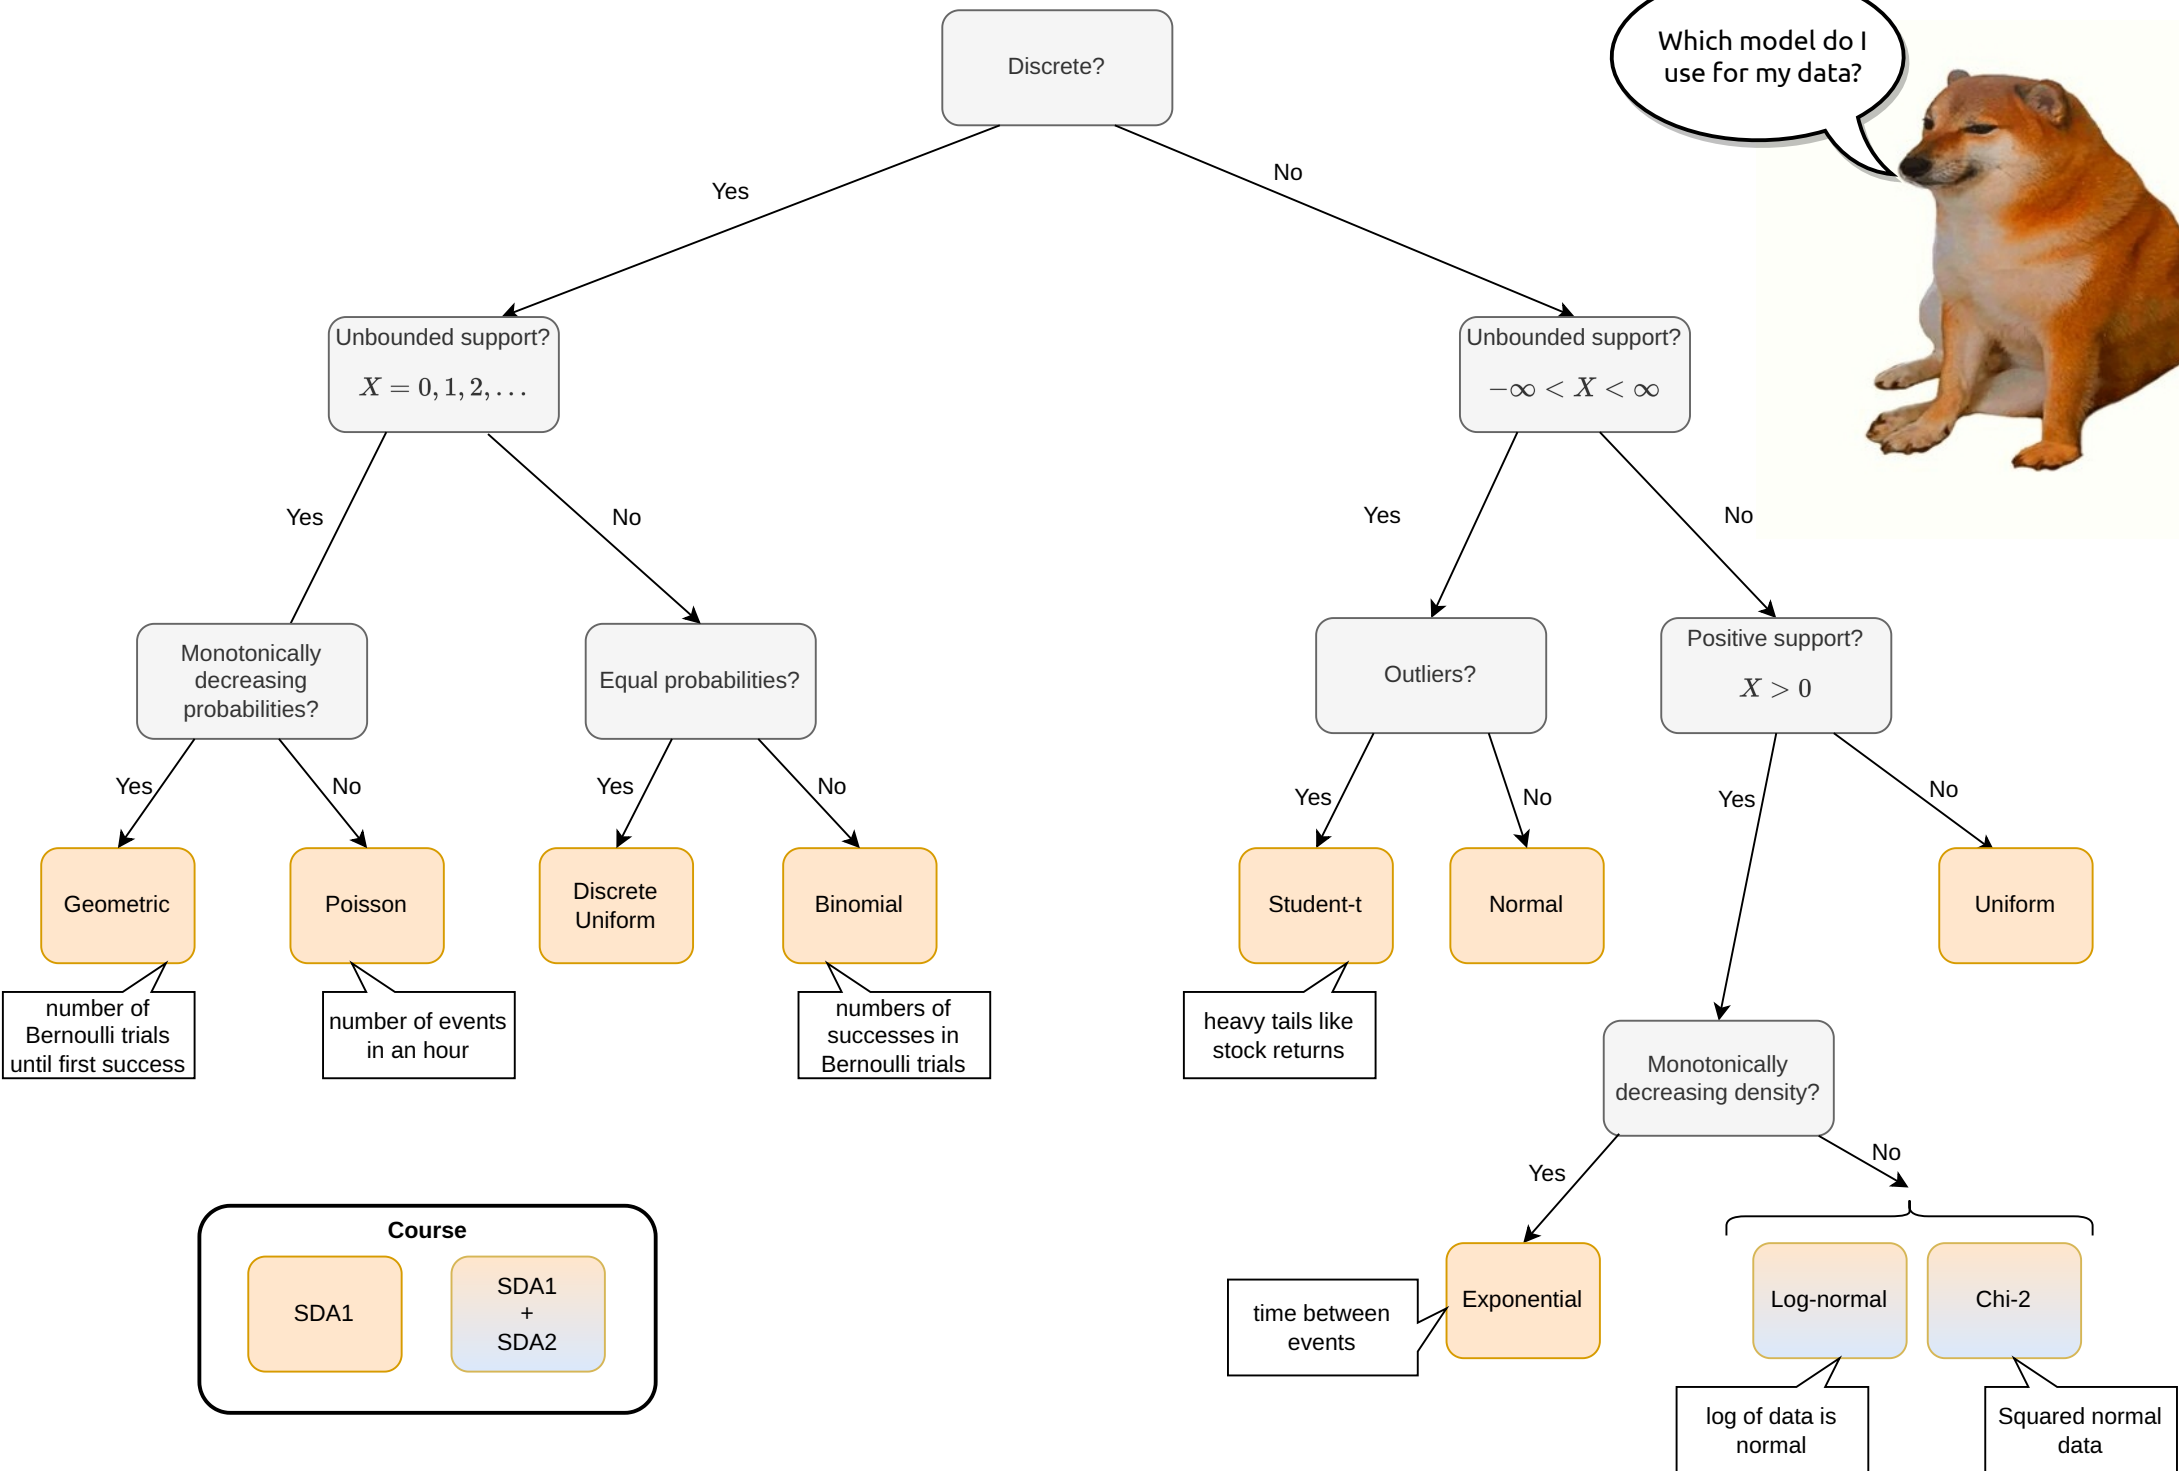 Which model do I
use for my data?
Discrete?
Yes
No
Unbounded support?
X = 0, 1, 2, . . .
Unbounded support?
−∞ < X < ∞
Yes
No
Yes
No
Monotonically
decreasing
probabilities?
Equal probabilities?
Outliers?
Positive support?
X > 0
Yes
No
Yes
No
Yes
No
Yes
No
Geometric
Poisson
Discrete
Uniform
Binomial
Student-t
Normal
Uniform
number of
Bernoulli trials
until first success
number of events
in an hour
numbers of
successes in
Bernoulli trials
heavy tails like
stock returns
Monotonically
decreasing density?
Yes
No
Course
SDA1
SDA1
+
SDA2
time between
events
Exponential
Log-normal
Chi-2
log of data is
normal
Squared normal
data